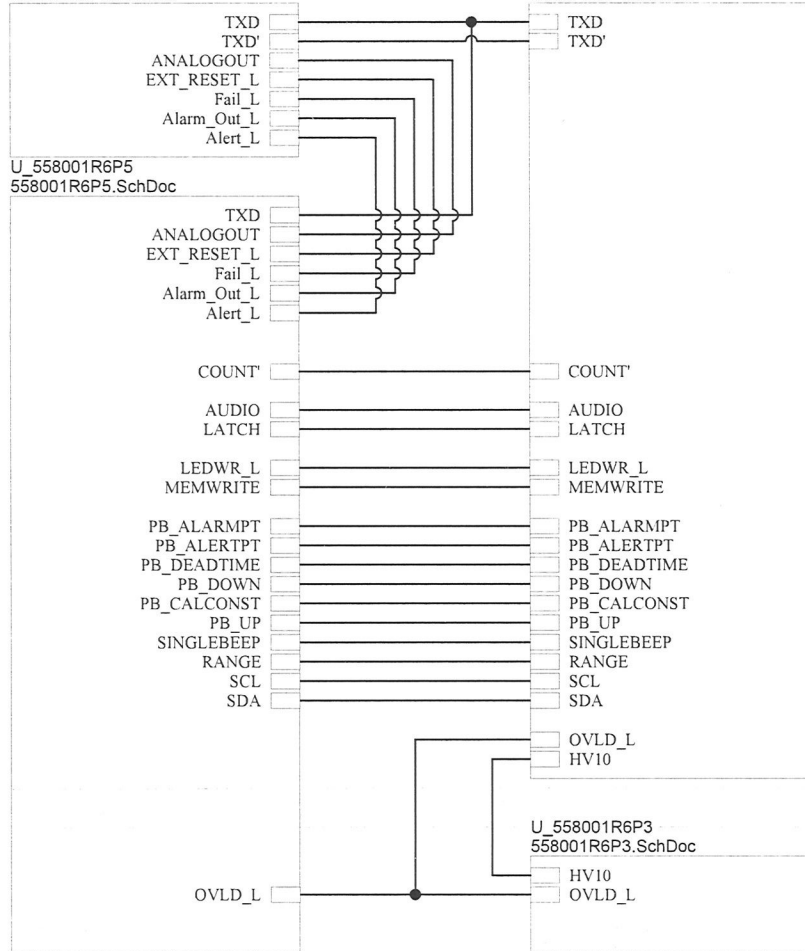 TXD TXD
TXD' TXD'
ANALOGOUT
EXT_RESET_L
Fail_L
Alarm_Out_L
Alert_L
U_558001R6P5
558001R6P5.SchDoc
TXD
ANALOGOUT
EXT_RESET_L
Fail_L
Alarm_Out_L
Alert_L
COUNT' COUNT'
AUDIO AUDIO
LATCH LATCH
LEDWR_L LEDWR_L
MEMWRITE MEMWRITE
PB_ALARMPT PB_ALARMPT
PB_ALERTPT PB_ALERTPT
PB_DEADTIME PB_DEADTIME
PB_DOWN PB_DOWN
PB_CALCONST PB_CALCONST
PB_UP PB_UP
SINGLEBEEP SINGLEBEEP
RANGE RANGE
SCL SCL
SDA SDA
OVLD_L
HV10
U_558001R6P3
558001R6P3.SchDoc
HV10
OVLD_L OVLD_L